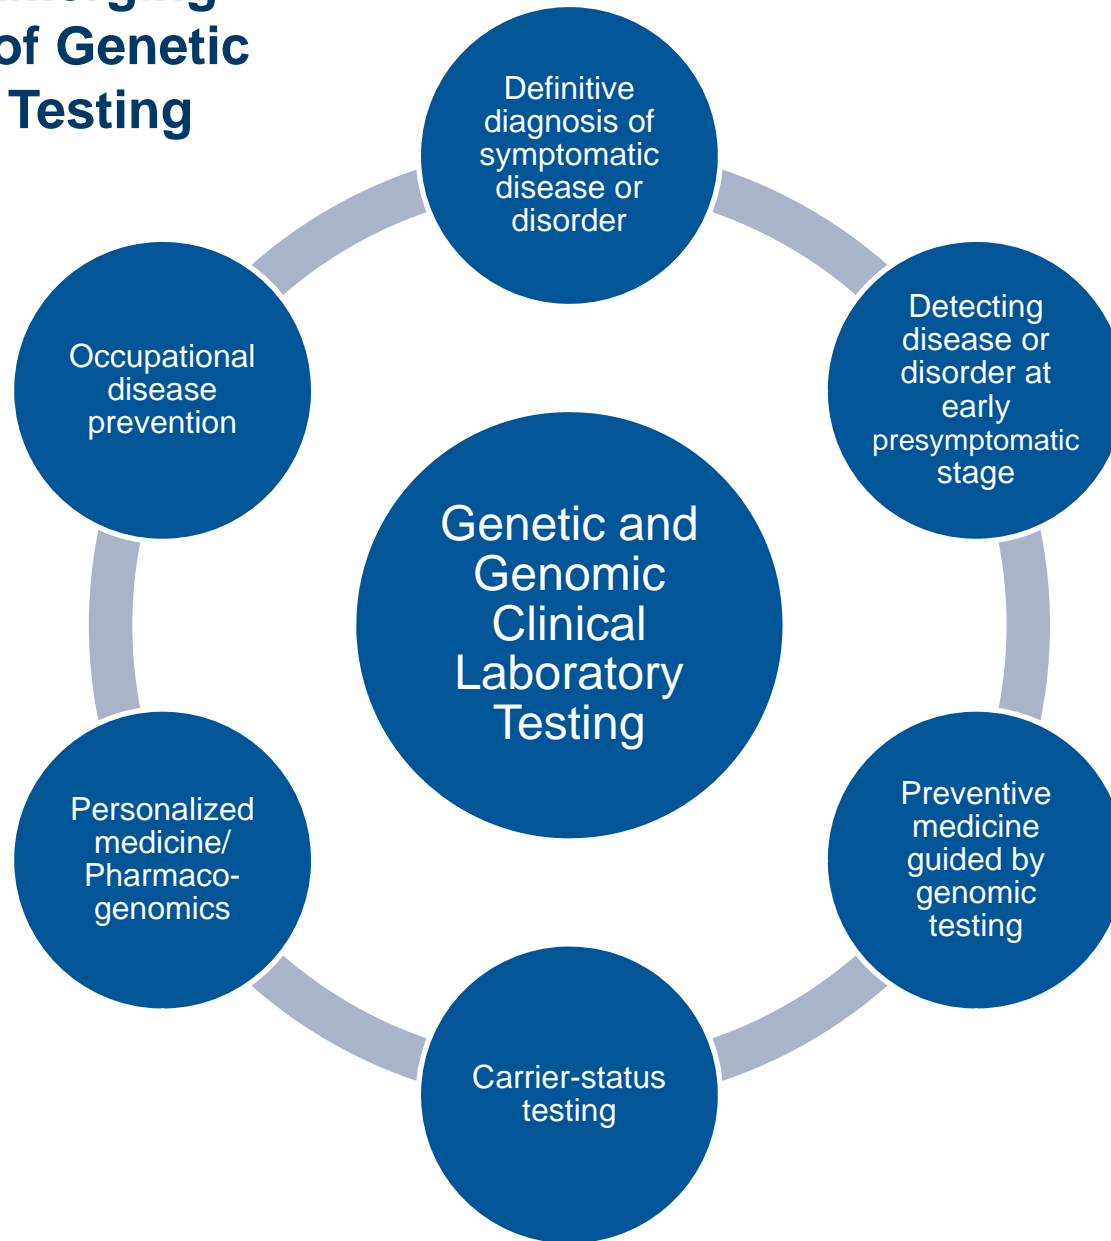 of Genetic
Testing
Definitive
diagnosis of
symptomatic
disease or
disorder
Detecting
disease or
disorder at
early
presymptomatic
stage
Preventive
medicine
guided by
genomic
testing
Carrier-status
testing
Personalized
medicine/
Pharmaco-
genomics
Occupational
disease
prevention
Genetic and
Genomic
Clinical
Laboratory
Testing